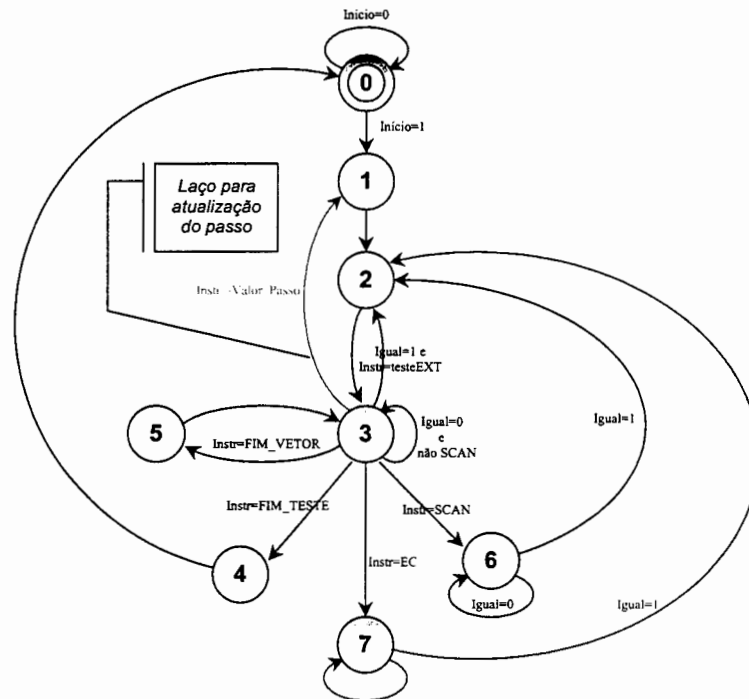 Inicio=0
0
Início=1
1
Laço para
atualização
do passo
2
Instr -Valor Passo
Igual=1 e
Instr=testeEXT
5
Instr=FIM_VETOR
3
Igual=0
e
não SCAN
Igual=1
Instr=FIM_TESTE
Instr=SCAN
4
Instr=EC
6
Igual=0
Igual=1
7